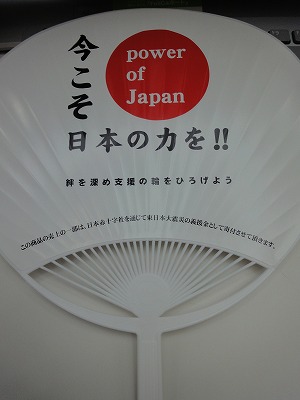 今こそ
power
of
Japan
日本の力を!!
絆を深め支援の輪をひろげよう
この商品の売上の一部は、日本赤十字社を通じて東日本大震災の義援金として寄付させて頂きます。